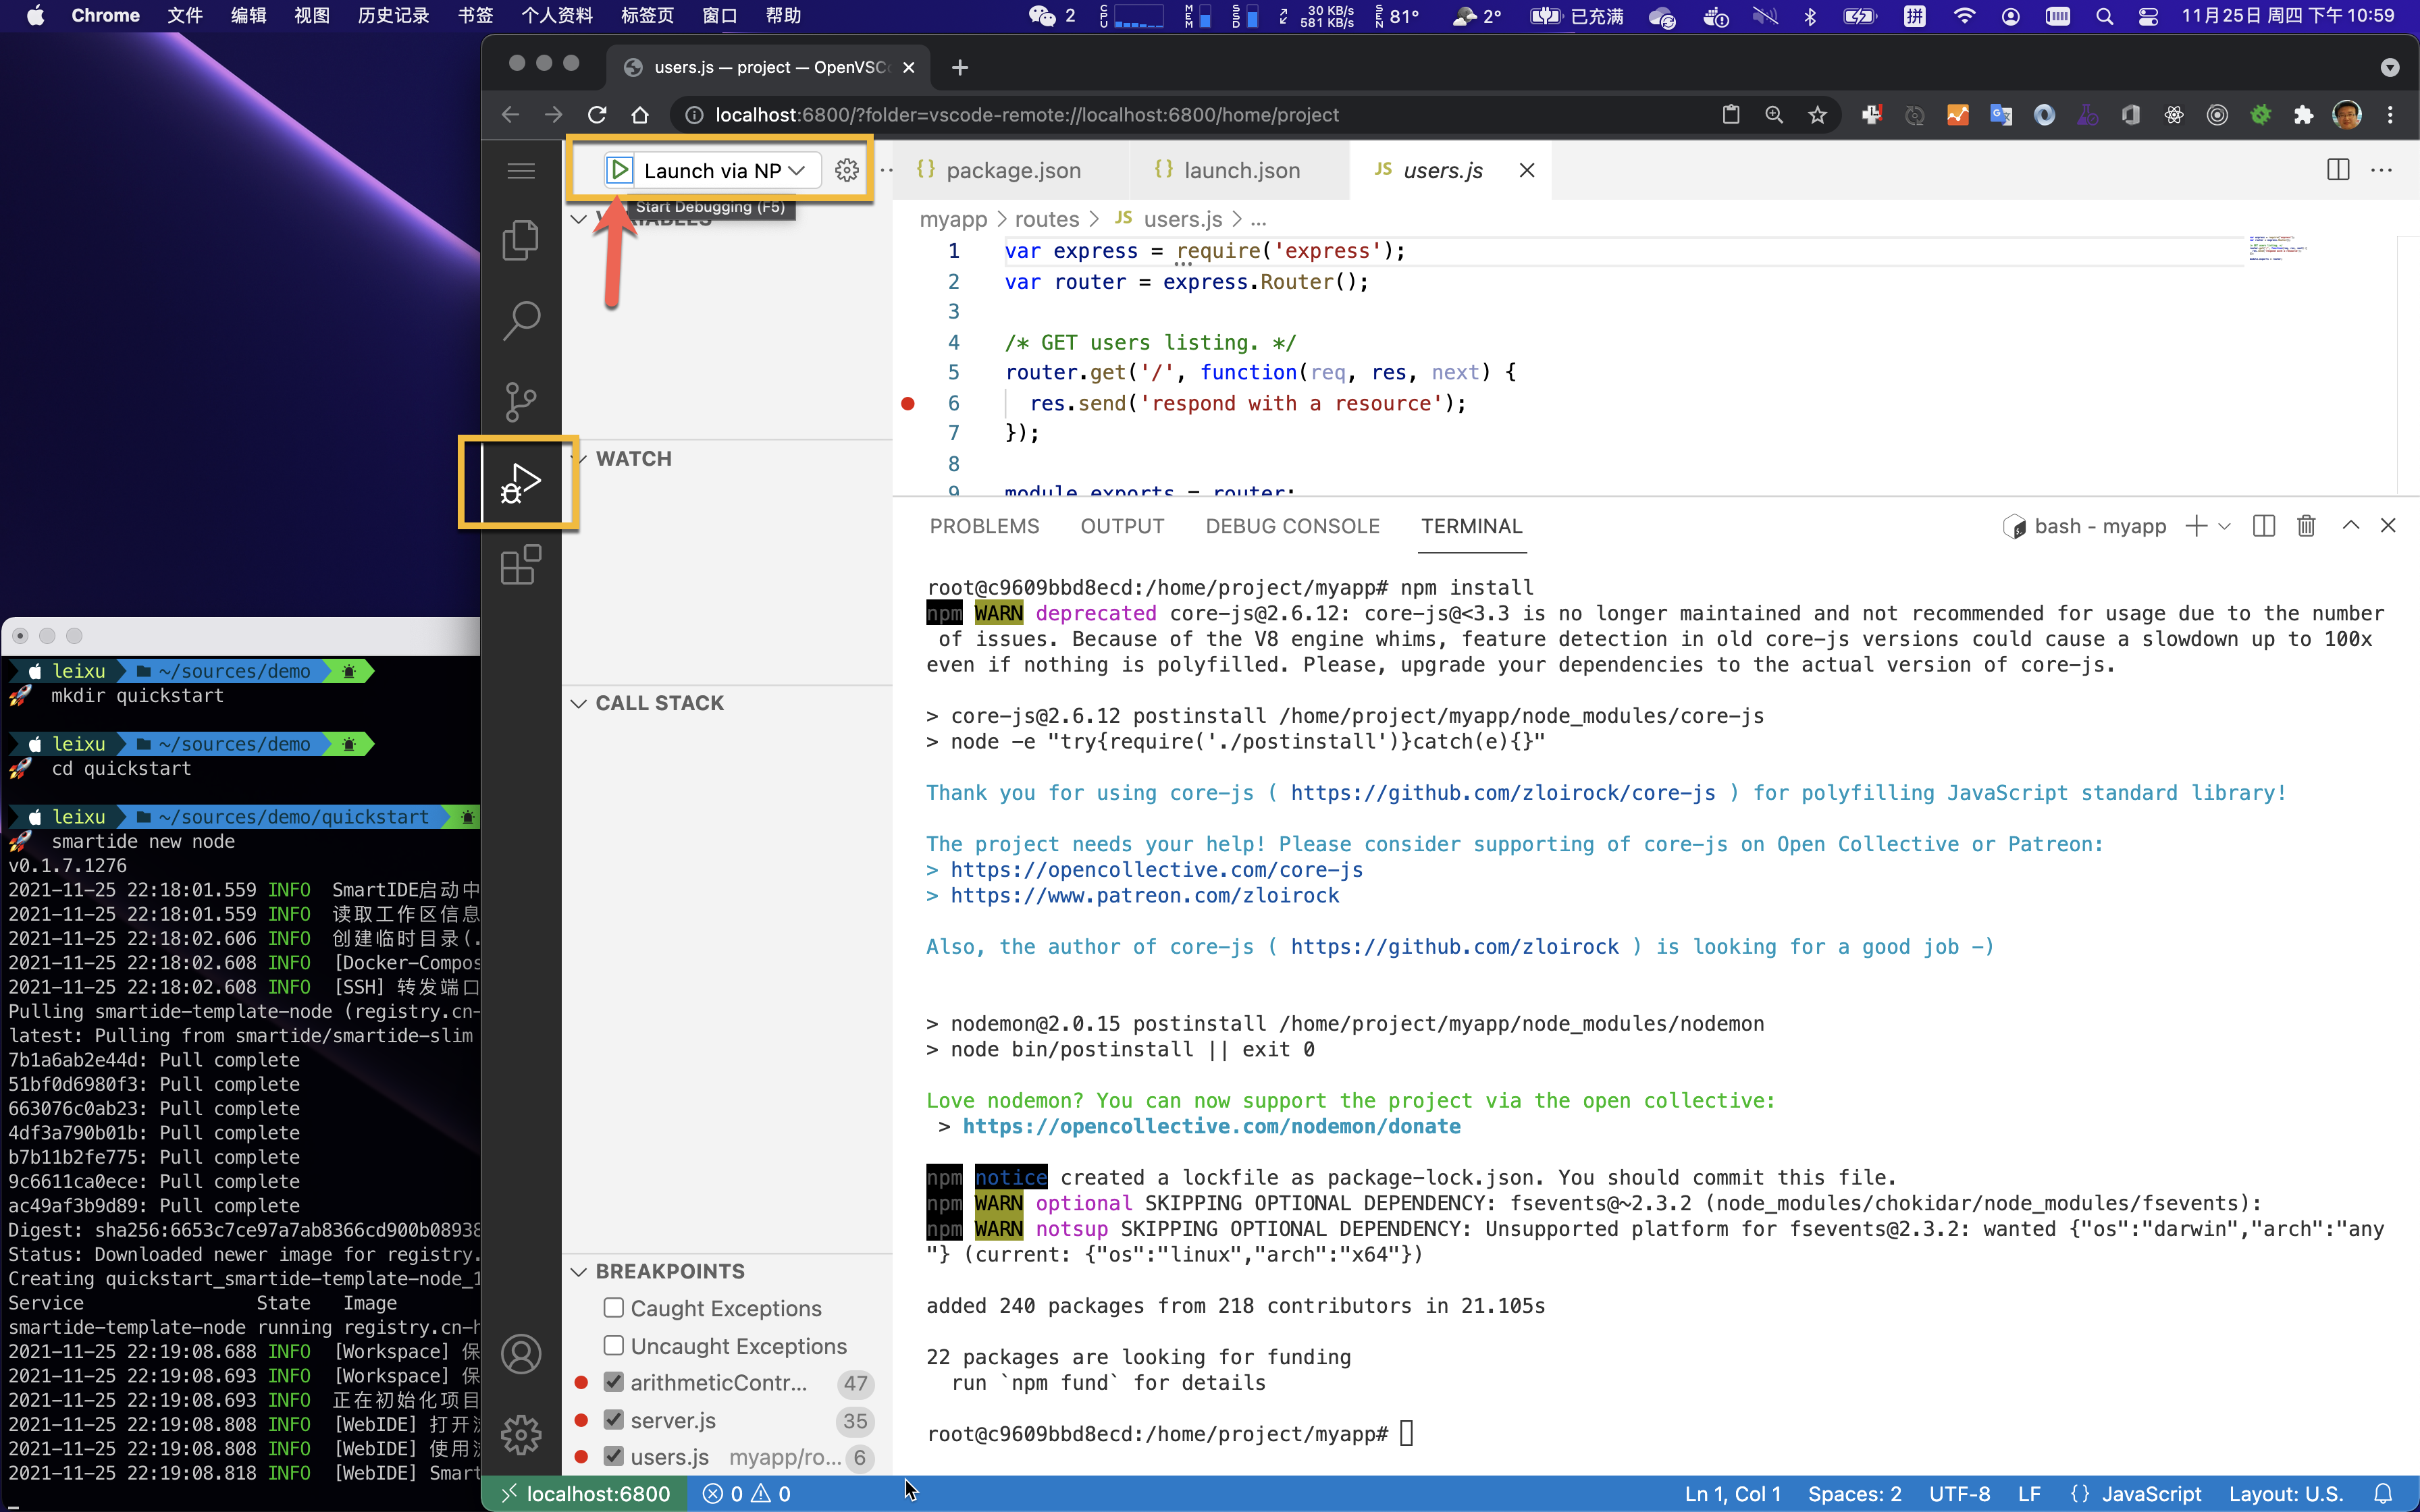 Chrome 文件 编辑 视图 历史记录 书签 个人资料 标签页 窗口 帮助
2 CPU MEM SSD 30 KB/s 581 KB/s SEN 81° 2° 已充满 拼 11月25日 周四 下午 10:59
users.js — project — OpenVSC
localhost:6800/?folder=vscode-remote://localhost:6800/home/project
Launch via NP
Start Debugging (F5)
VARIABLES
WATCH
CALL STACK
BREAKPOINTS
Caught Exceptions
Uncaught Exceptions
arithmeticContr... 47
server.js 35
users.js myapp/ro... 6
package.json
launch.json
JS users.js
myapp > routes > JS users.js > ...
1 var express = require('express');
2 var router = express.Router();
3
4 /* GET users listing. */
5 router.get('/', function(req, res, next) {
6 res.send('respond with a resource');
7 });
8
9 module.exports = router;
PROBLEMS OUTPUT DEBUG CONSOLE TERMINAL
bash - myapp
root@c9609bbd8ecd:/home/project/myapp# npm install
npm WARN deprecated core-js@2.6.12: core-js@<3.3 is no longer maintained and not recommended for usage due to the number
of issues. Because of the V8 engine whims, feature detection in old core-js versions could cause a slowdown up to 100x
even if nothing is polyfilled. Please, upgrade your dependencies to the actual version of core-js.
> core-js@2.6.12 postinstall /home/project/myapp/node_modules/core-js
> node -e "try{require('./postinstall')}catch(e){}"
Thank you for using core-js ( https://github.com/zloirock/core-js ) for polyfilling JavaScript standard library!
The project needs your help! Please consider supporting of core-js on Open Collective or Patreon:
> https://opencollective.com/core-js
> https://www.patreon.com/zloirock
Also, the author of core-js ( https://github.com/zloirock ) is looking for a good job -)
> nodemon@2.0.15 postinstall /home/project/myapp/node_modules/nodemon
> node bin/postinstall || exit 0
Love nodemon? You can now support the project via the open collective:
> https://opencollective.com/nodemon/donate
npm notice created a lockfile as package-lock.json. You should commit this file.
npm WARN optional SKIPPING OPTIONAL DEPENDENCY: fsevents@~2.3.2 (node_modules/chokidar/node_modules/fsevents):
npm WARN notsup SKIPPING OPTIONAL DEPENDENCY: Unsupported platform for fsevents@2.3.2: wanted {"os":"darwin","arch":"any
"} (current: {"os":"linux","arch":"x64"})
added 240 packages from 218 contributors in 21.105s
22 packages are looking for funding
run `npm fund` for details
root@c9609bbd8ecd:/home/project/myapp#
localhost:6800 0 0 Ln 1, Col 1 Spaces: 2 UTF-8 LF {} JavaScript Layout: U.S.
leixu ~/sources/demo
mkdir quickstart
leixu ~/sources/demo
cd quickstart
leixu ~/sources/demo/quickstart
smartide new node
v0.1.7.1276
2021-11-25 22:18:01.559 INFO SmartIDE启动中
2021-11-25 22:18:01.559 INFO 读取工作区信息
2021-11-25 22:18:02.606 INFO 创建临时目录(.
2021-11-25 22:18:02.608 INFO [Docker-Compos
2021-11-25 22:18:02.608 INFO [SSH] 转发端口
Pulling smartide-template-node (registry.cn-
latest: Pulling from smartide/smartide-slim
7b1a6ab2e44d: Pull complete
51bf0d6980f3: Pull complete
663076c0ab23: Pull complete
4df3a790b01b: Pull complete
b7b11b2fe775: Pull complete
9c6611ca0ece: Pull complete
ac49af3b9d89: Pull complete
Digest: sha256:6653c7ce97a7ab8366cd900b08938
Status: Downloaded newer image for registry.
Creating quickstart_smartide-template-node_1
Service State Image
smartide-template-node running registry.cn-h
2021-11-25 22:19:08.688 INFO [Workspace] 保
2021-11-25 22:19:08.693 INFO [Workspace] 保
2021-11-25 22:19:08.693 INFO 正在初始化项目
2021-11-25 22:19:08.808 INFO [WebIDE] 打开
2021-11-25 22:19:08.808 INFO [WebIDE] 使用
2021-11-25 22:19:08.818 INFO [WebIDE] Smart